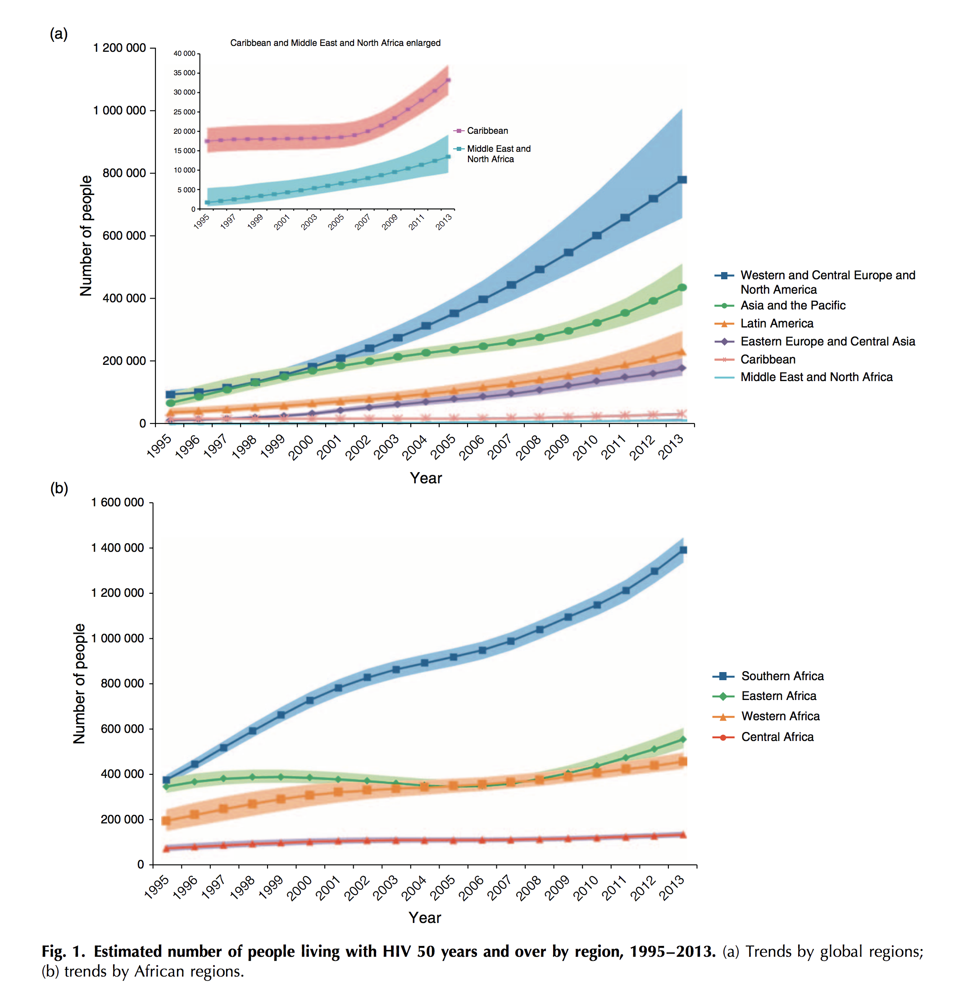 (a)
Caribbean and Middle East and North Africa enlarged
1 200 000
1 000 000
800 000
600 000
400 000
200 000
0
Number of people
40 000
35 000
30 000
25 000
20 000
15 000
10 000
5 000
0
1995
1997
1999
2001
2003
2005
2007
2009
2011
2013
Caribbean
Middle East and
North Africa
Western and Central Europe and
North America
Asia and the Pacific
Latin America
Eastern Europe and Central Asia
Caribbean
Middle East and North Africa
1995
1996
1997
1998
1999
2000
2001
2002
2003
2004
2005
2006
2007
2008
2009
2010
2011
2012
2013
Year
(b)
1 600 000
1 400 000
1 200 000
1 000 000
800 000
600 000
400 000
200 000
0
Number of people
Southern Africa
Eastern Africa
Western Africa
Central Africa
1995
1996
1997
1998
1999
2000
2001
2002
2003
2004
2005
2006
2007
2008
2009
2010
2011
2012
2013
Year
Fig. 1. Estimated number of people living with HIV 50 years and over by region, 1995–2013. (a) Trends by global regions;
(b) trends by African regions.